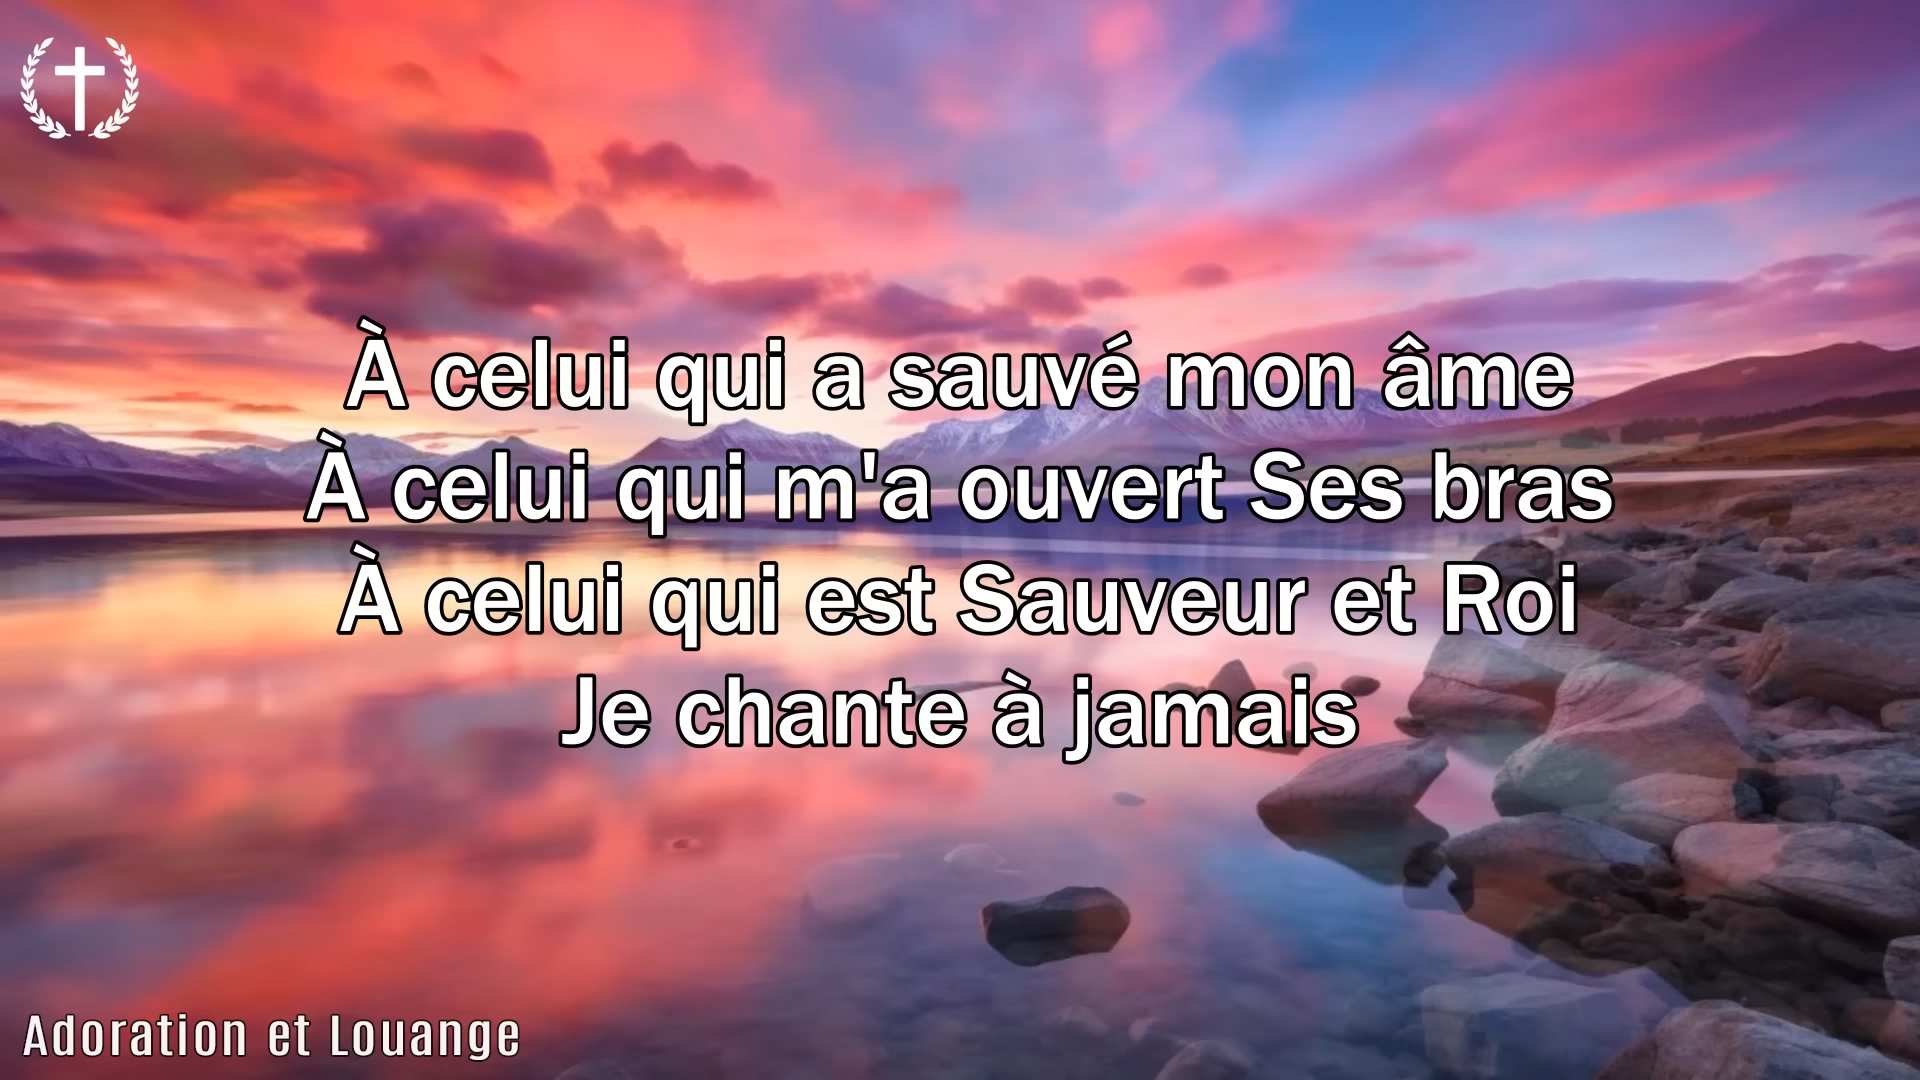 À celui qui a sauvé mon âme
À celui qui m'a ouvert Ses bras
À celui qui est Sauveur et Roi
Je chante à jamais
Adoration et Louange